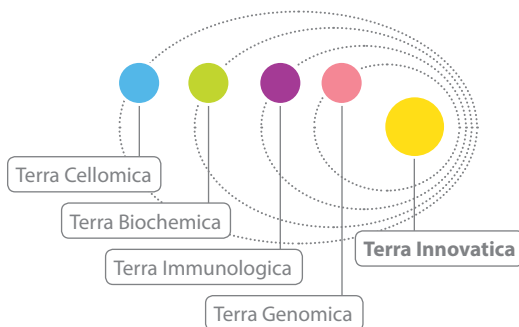 Terra Cellomica
Terra Biochemica
Terra Immunologica
Terra Innovatica
Terra Genomica